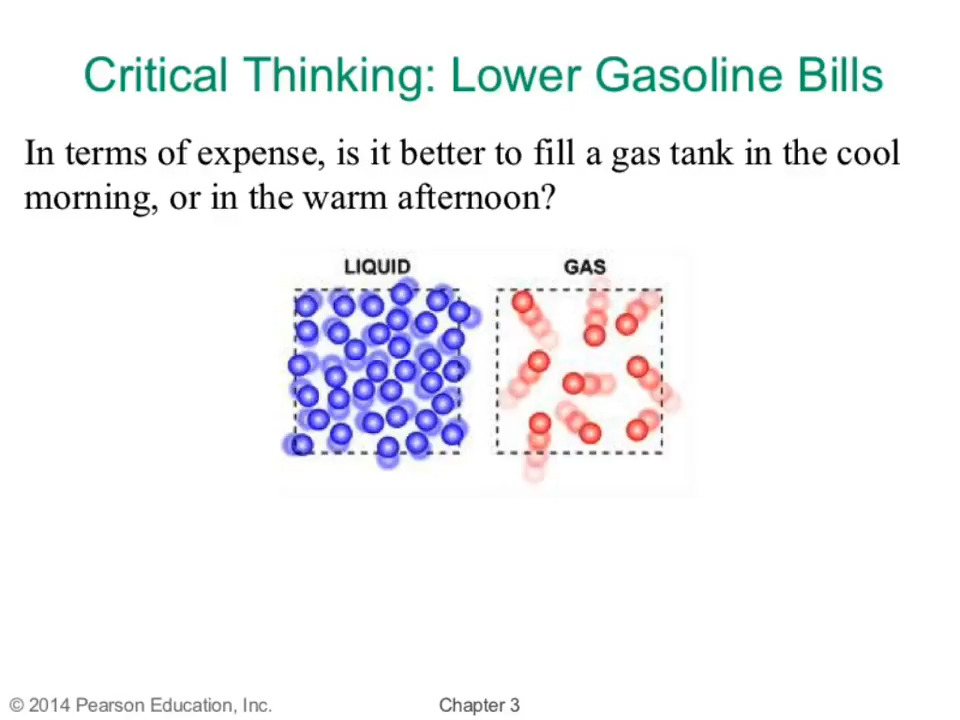 Critical Thinking: Lower Gasoline Bills
In terms of expense, is it better to fill a gas tank in the cool
morning, or in the warm afternoon?
LIQUID
GAS
© 2014 Pearson Education, Inc.
Chapter 3